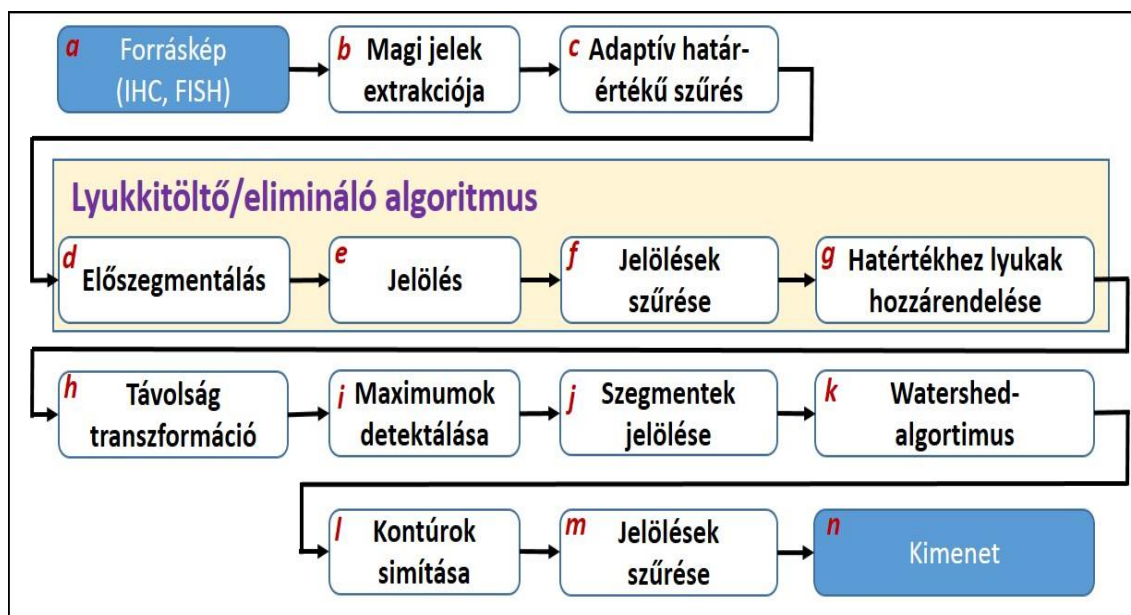 a
Forráskép
(IHC, FISH)
b
Magi jelek
extrakciója
c
Adaptív határ-
értékű szűrés
Lyukkitöltő/elimináló algoritmus
d
Előszegmentálás
e
Jelölés
f
Jelölések
szűrése
g
Határtékhez lyukak
hozzárendelése
h
Távolság
transzformáció
i
Maximumok
detektálása
j
Szegmentek
jelölése
k
Watershed-
algortimus
l
Kontúrok
simítása
m
Jelölések
szűrése
n
Kimenet